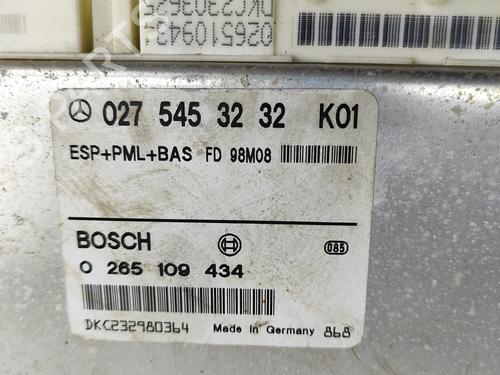 DKC230362
026510948
027 545 32 32 K01
ESP+PML+BAS FD 98M08
BOSCH
085
0 265 109 434
DKC232980364 Made in Germany 868